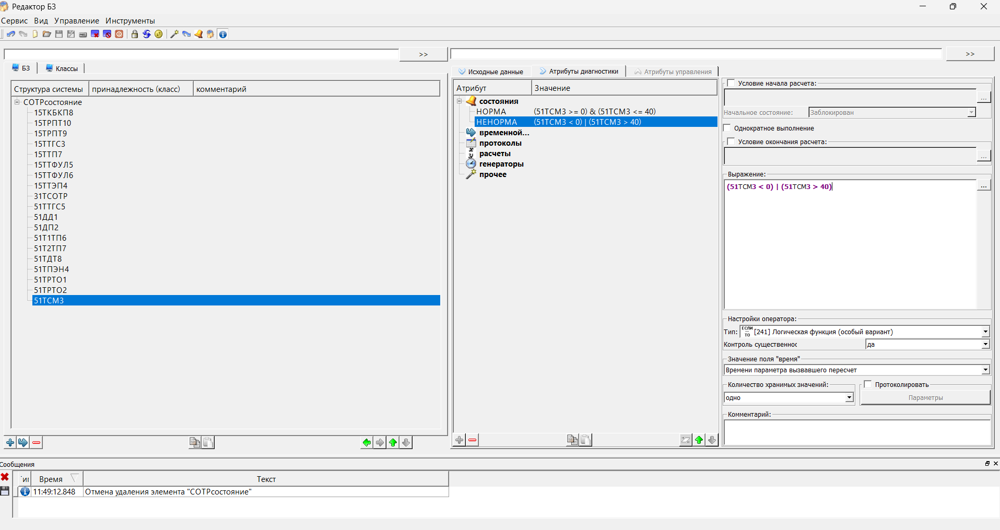 Редактор БЗ
Сервис Вид Управление Инструменты
>>
>>
БЗ Классы
Исходные данные Атрибуты диагностики Атрибуты управления
Структура системы принадлежность (класс) комментарий
СОТРсостояние
15ТКБКП8
15ТРПТ10
15ТРПТ9
15ТТГС3
15ТТП7
15ТТФУЛ5
15ТТФУЛ6
15ТТЭП4
31ТСОТР
51ТТГС5
51ДД1
51ДП2
51Т1ТП6
51Т2ТП7
51ТДТ8
51ТПЭН4
51ТРТО1
51ТРТО2
51ТСМ3
Атрибут Значение
состояния
НОРМА (51ТСМ3 >= 0) & (51ТСМ3 <= 40)
НЕНОРМА (51ТСМ3 < 0) | (51ТСМ3 > 40)
временной...
протоколы
расчеты
генераторы
прочее
Условие начала расчета:
...
Начальное состояние: Заблокирован
Однократное выполнение
Условие окончания расчета:
...
Выражение:
(51ТСМ3 < 0) | (51ТСМ3 > 40)
...
Настройки оператора:
Тип: ЕСЛИ ... ТО [241] Логическая функция (особый вариант)
Контроль существеннос да
Значение поля "время"
Времени параметра вызвавшего пересчет
Количество хранимых значений: Протоколировать
одно Параметры
Комментарий:
Сообщения
Время Текст
11:49:12.848 Отмена удаления элемента "СОТРсостояние"